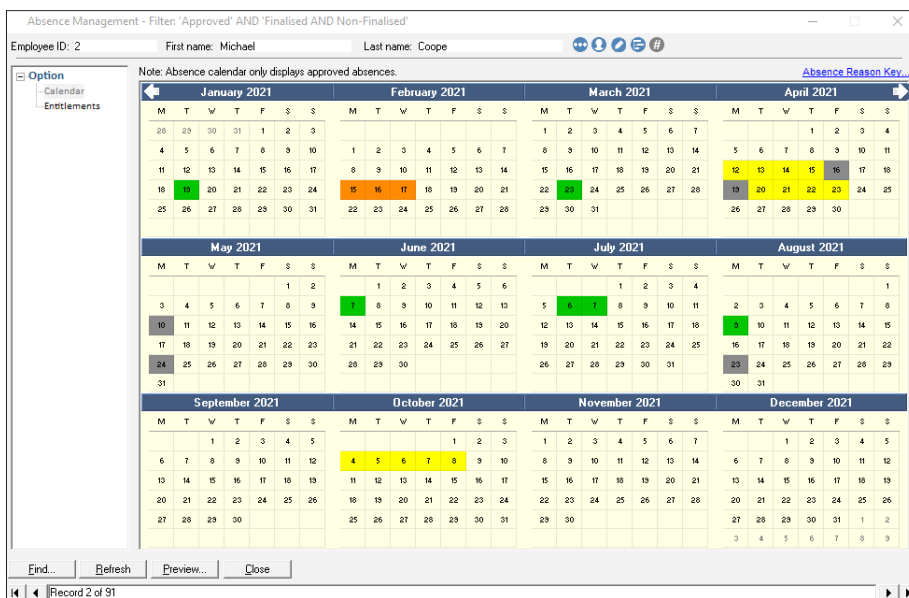 Absence Management - Filter: 'Approved' AND 'Finalised AND Non-Finalised'
Employee ID: 2 First name: Michael Last name: Coope
Option
Calendar
Entitlements
Note: Absence calendar only displays approved absences. Absence Reason Key...
January 2021 February 2021 March 2021 April 2021
M T W T F S S M T W T F S S M T W T F S S M T W T F S S
28 29 30 31 1 2 3 1 2 3 4 5 6 7 1 2 3 4
4 5 6 7 8 9 10 1 2 3 4 5 6 7 8 9 10 11 12 13 14 5 6 7 8 9 10 11
11 12 13 14 15 16 17 8 9 10 11 12 13 14 15 16 17 18 19 20 21 12 13 14 15 16 17 18
18 19 20 21 22 23 24 15 16 17 18 19 20 21 22 23 24 25 26 27 28 19 20 21 22 23 24 25
25 26 27 28 29 30 31 22 23 24 25 26 27 28 29 30 31 26 27 28 29 30
May 2021 June 2021 July 2021 August 2021
M T W T F S S M T W T F S S M T W T F S S M T W T F S S
1 2 1 2 3 4 5 6 1 2 3 4 1
3 4 5 6 7 8 9 7 8 9 10 11 12 13 5 6 7 8 9 10 11 2 3 4 5 6 7 8
10 11 12 13 14 15 16 14 15 16 17 18 19 20 12 13 14 15 16 17 18 9 10 11 12 13 14 15
17 18 19 20 21 22 23 21 22 23 24 25 26 27 19 20 21 22 23 24 25 16 17 18 19 20 21 22
24 25 26 27 28 29 30 28 29 30 26 27 28 29 30 31 23 24 25 26 27 28 29
31 30 31
September 2021 October 2021 November 2021 December 2021
M T W T F S S M T W T F S S M T W T F S S M T W T F S S
1 2 3 4 5 1 2 3 1 2 3 4 5 6 7 1 2 3 4 5
6 7 8 9 10 11 12 4 5 6 7 8 9 10 8 9 10 11 12 13 14 6 7 8 9 10 11 12
13 14 15 16 17 18 19 11 12 13 14 15 16 17 15 16 17 18 19 20 21 13 14 15 16 17 18 19
20 21 22 23 24 25 26 18 19 20 21 22 23 24 22 23 24 25 26 27 28 20 21 22 23 24 25 26
27 28 29 30 25 26 27 28 29 30 31 29 30 27 28 29 30 31 1 2
3 4 5 6 7 8 9
Find... Refresh Preview... Close
Record 2 of 91